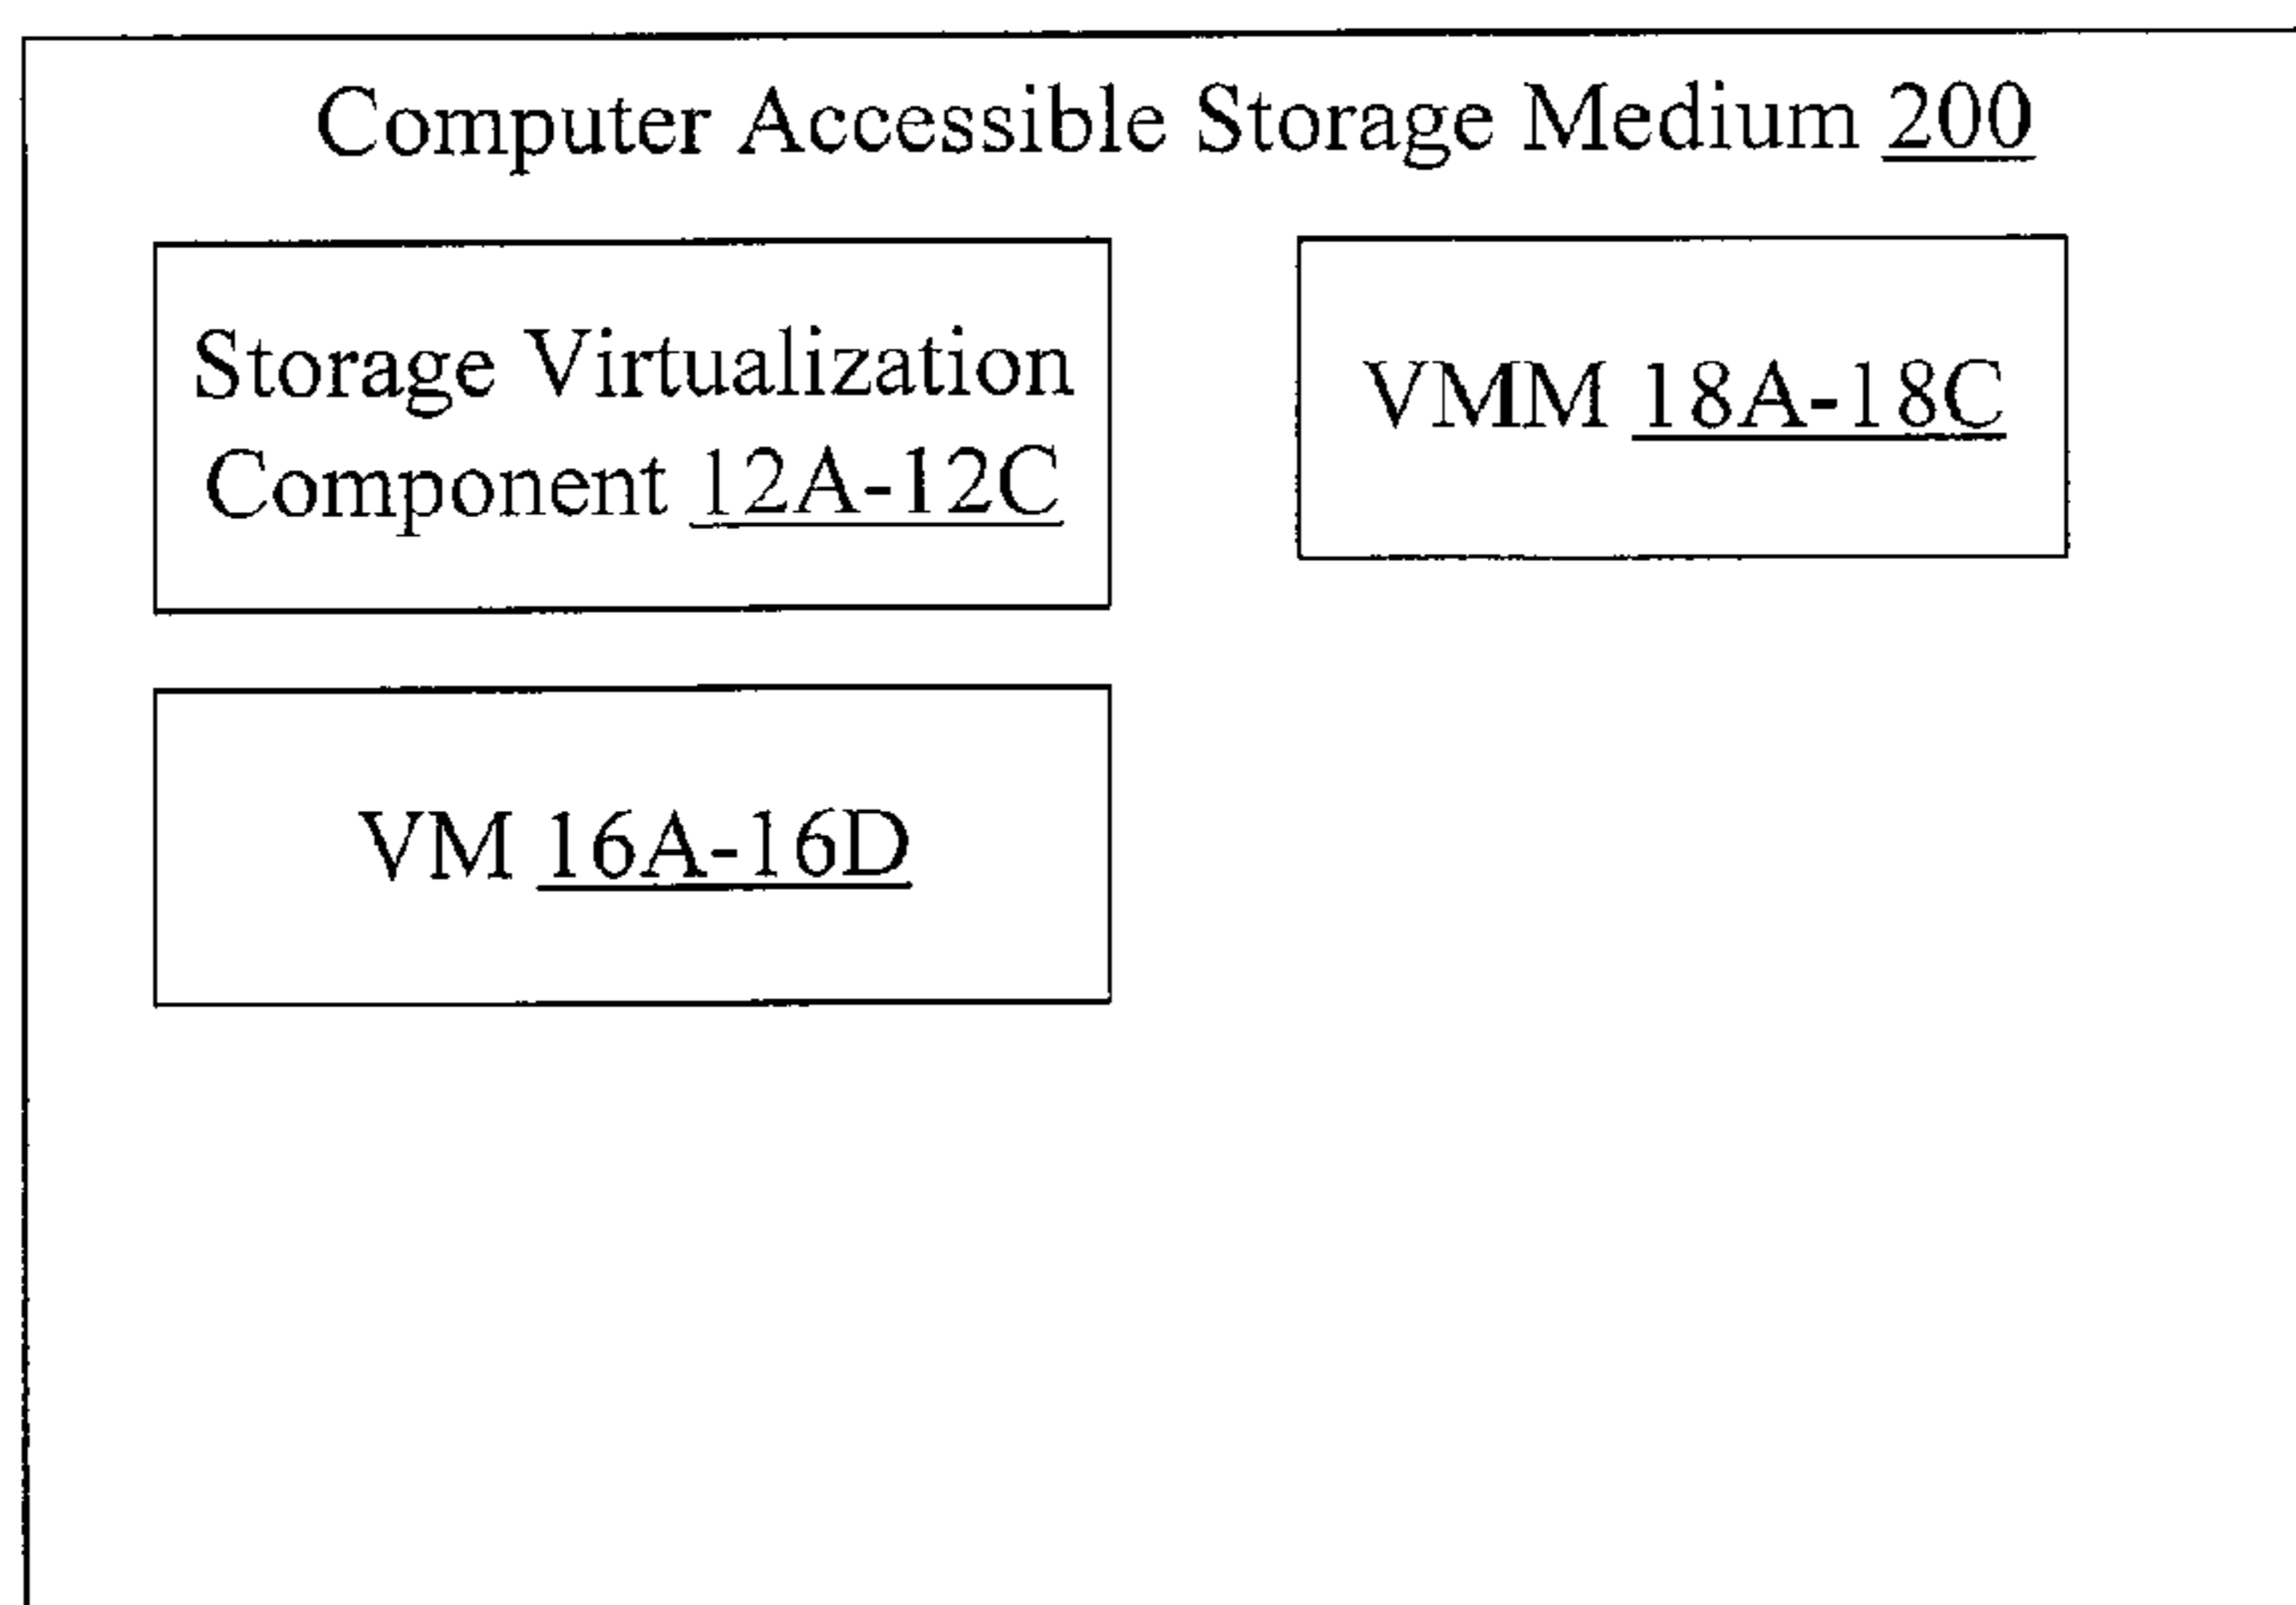 Computer Accessible Storage Medium 200
Storage Virtualization
Component 12A-12C
VMM 18A-18C
VM 16A-16D